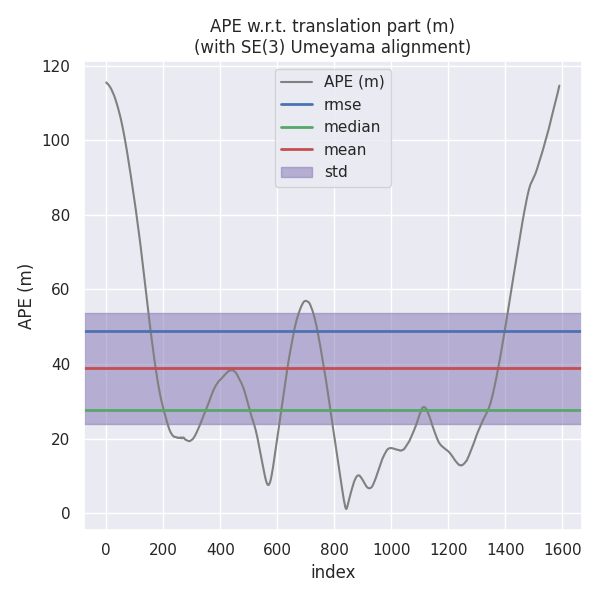 APE w.r.t. translation part (m)
(with SE(3) Umeyama alignment)
APE (m)
rmse
median
mean
std
120
100
80
60
40
20
0
APE (m)
0 200 400 600 800 1000 1200 1400 1600
index